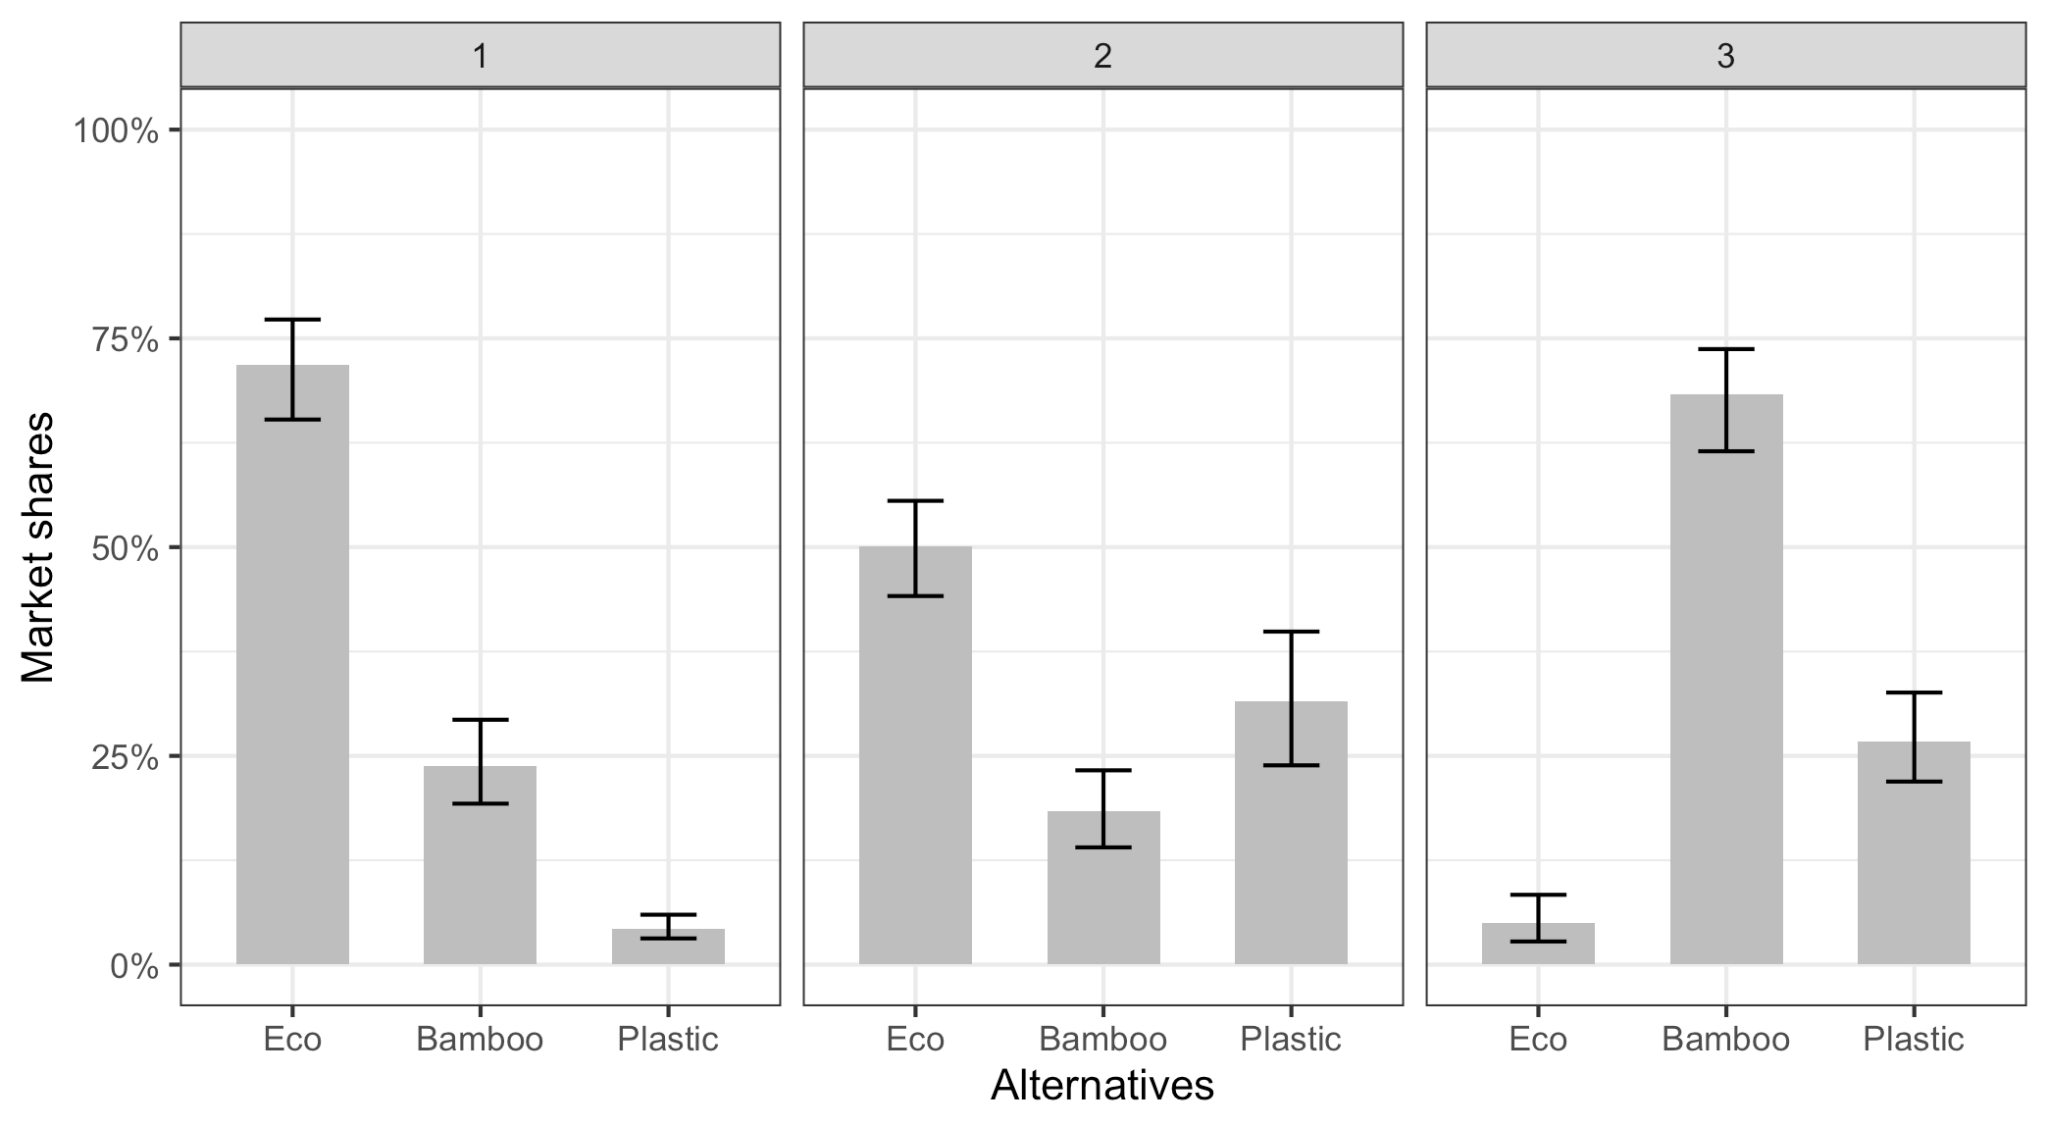 1
2
3
100%
75%
50%
25%
0%
Market shares
Eco Bamboo Plastic
Eco Bamboo Plastic
Eco Bamboo Plastic
Alternatives